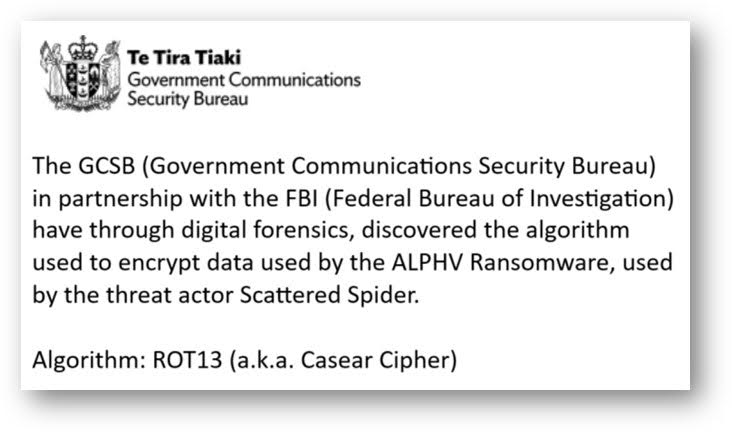 Te Tira Tiaki
Government Communications
Security Bureau
The GCSB (Government Communications Security Bureau)
in partnership with the FBI (Federal Bureau of Investigation)
have through digital forensics, discovered the algorithm
used to encrypt data used by the ALPHV Ransomware, used
by the threat actor Scattered Spider.
Algorithm: ROT13 (a.k.a. Casear Cipher)